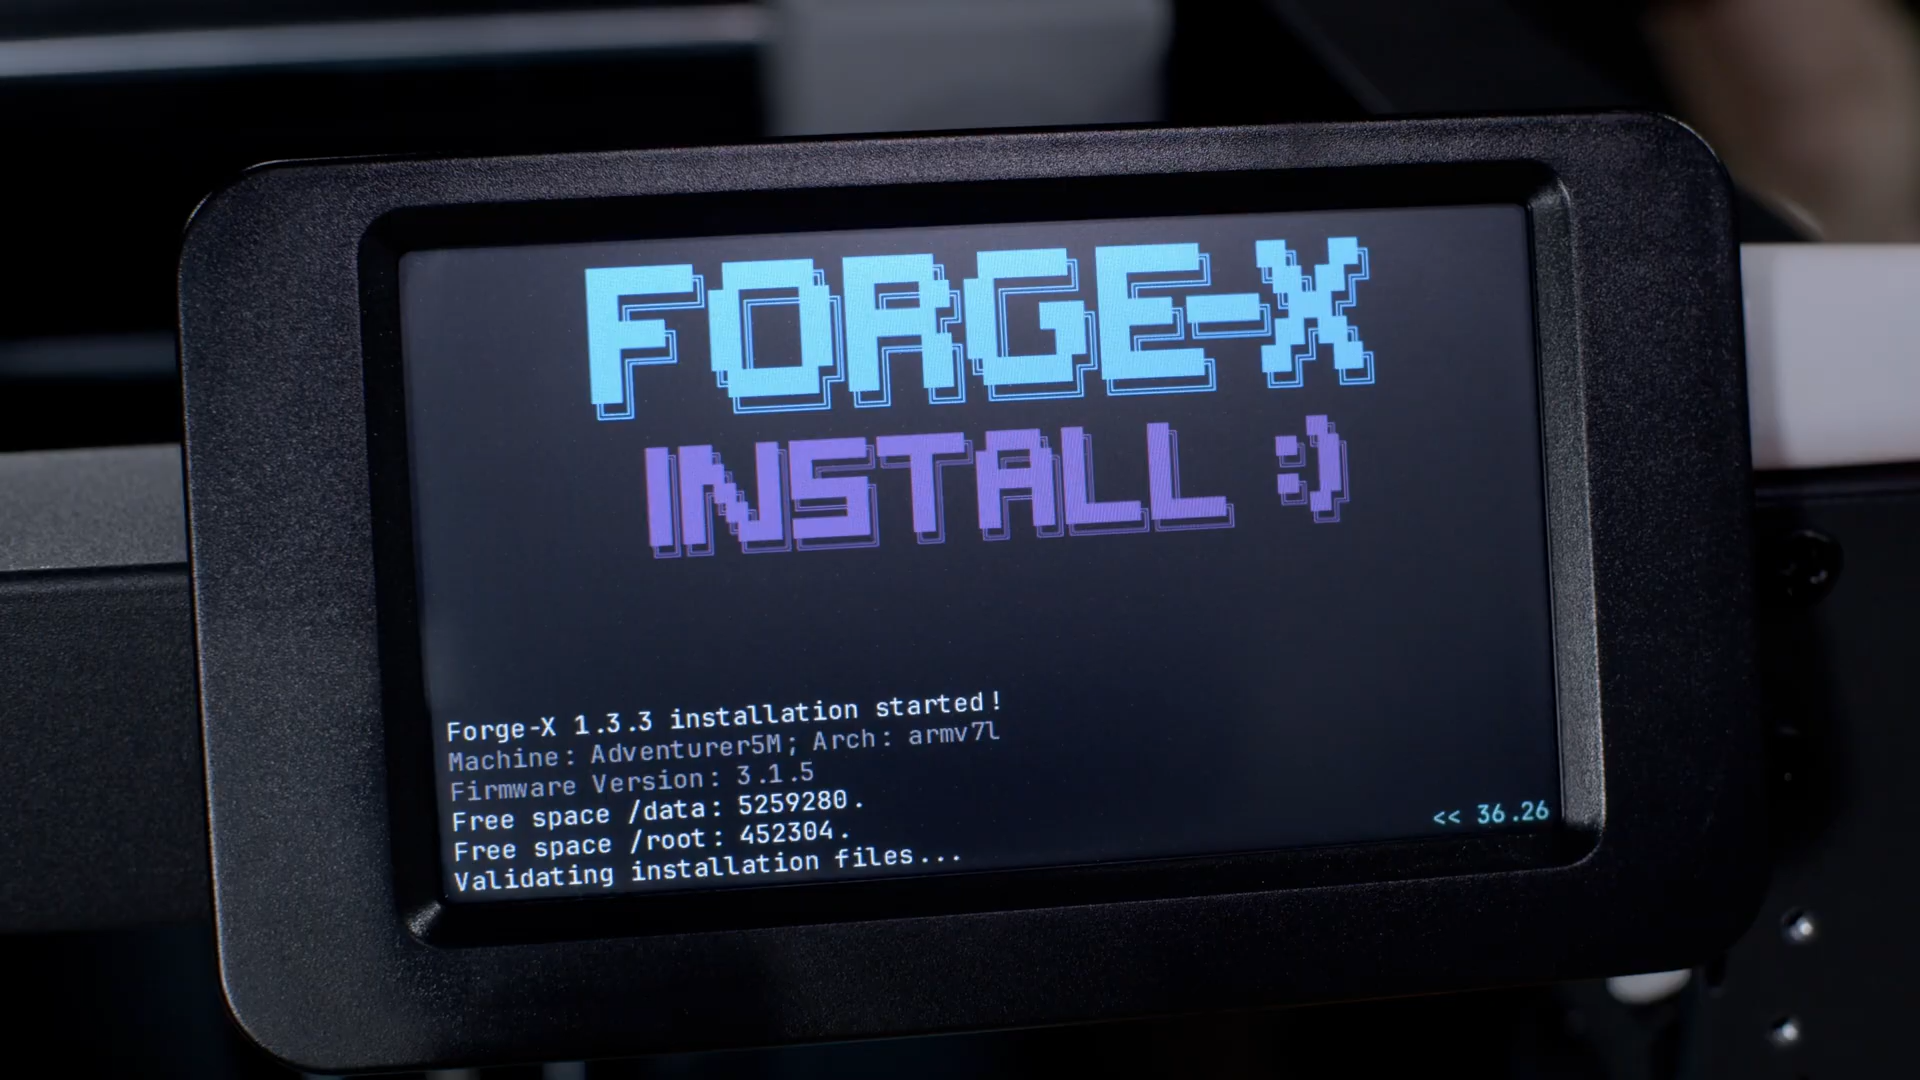 FORGE-X
INSTALL :)
Forge-X 1.3.3 installation started!
Machine: Adventurer5M; Arch: armv7l
Firmware Version: 3.1.5
Free space /data: 5259280.
Free space /root: 452304.
Validating installation files...
<< 36.26